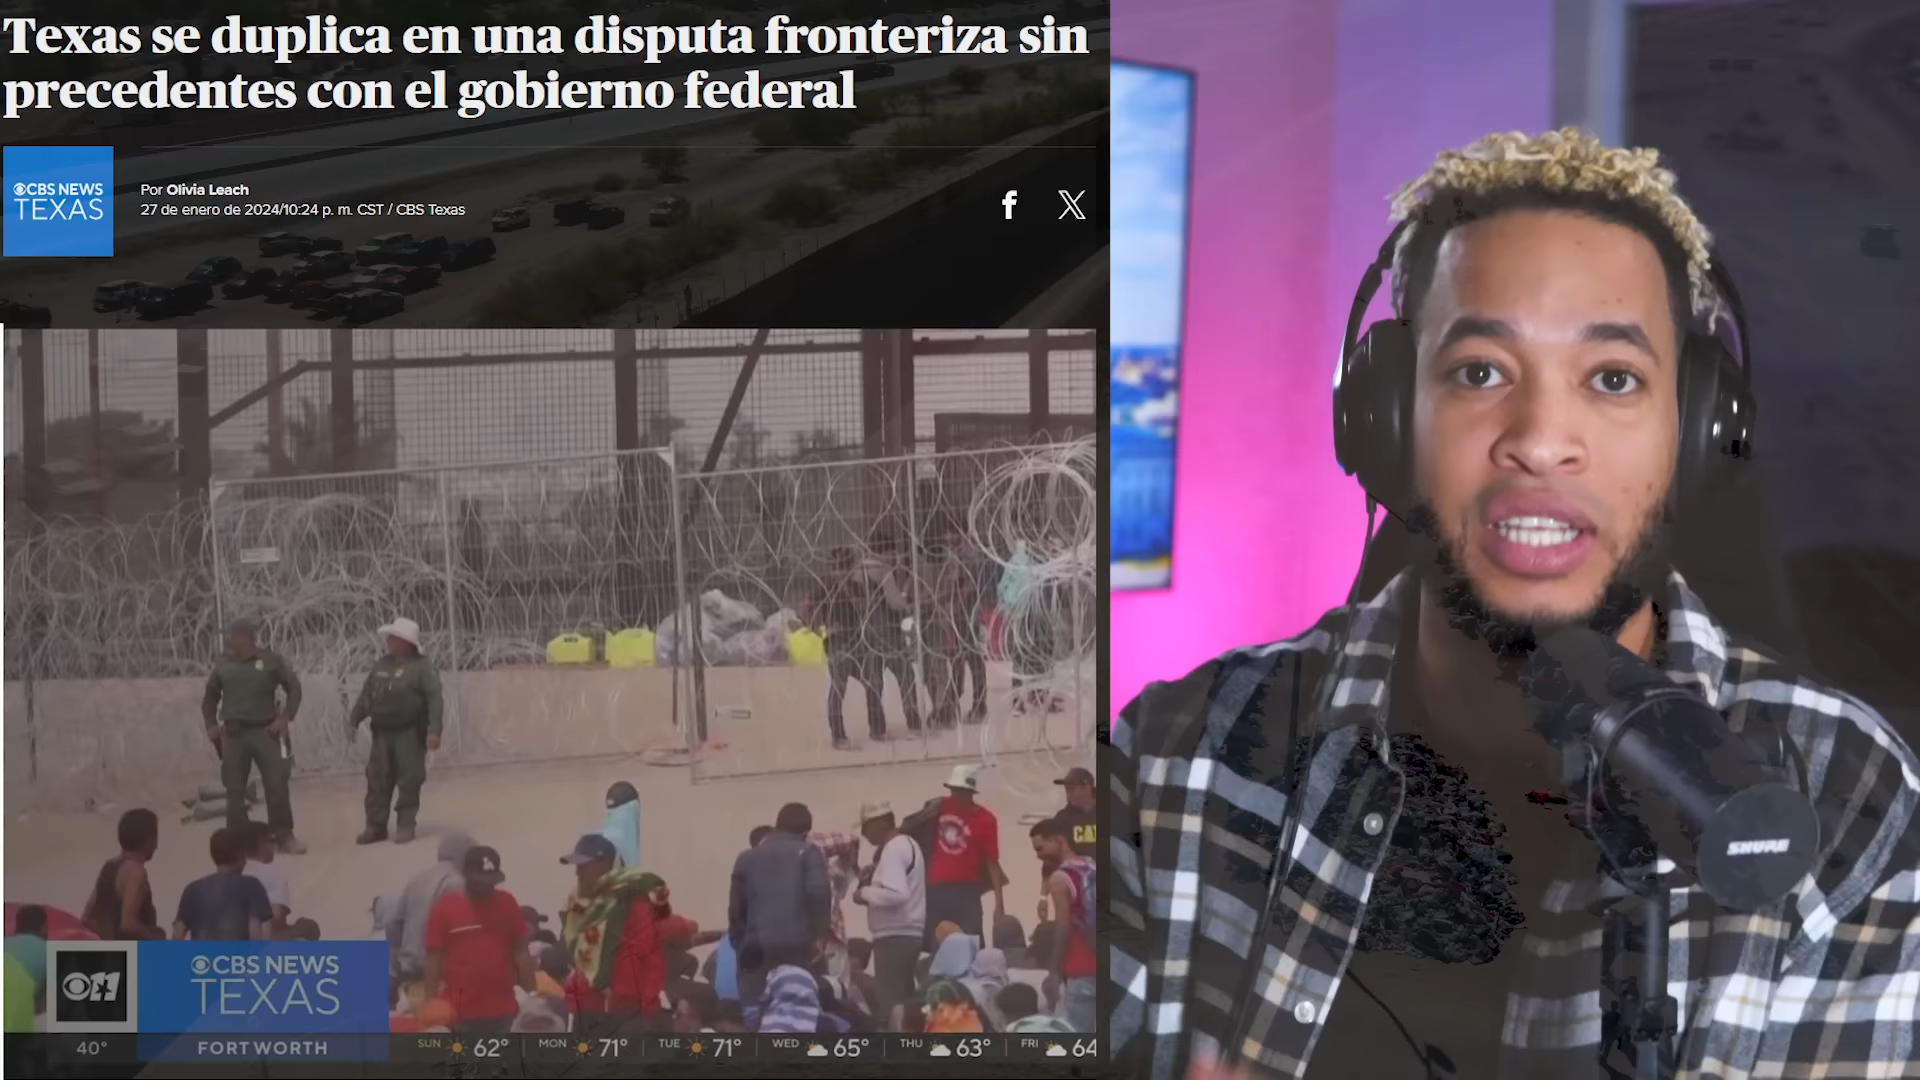 Texas se duplica en una disputa fronteriza sin
precedentes con el gobierno federal
CBS NEWS
TEXAS
Por Olivia Leach
27 de enero de 2024/10:24 p. m. CST / CBS Texas
CAT
11
CBS NEWS
TEXAS
40° FORT WORTH SUN 62° MON 71° TUE 71° WED 65° THU 63° FRI 64
SHURE